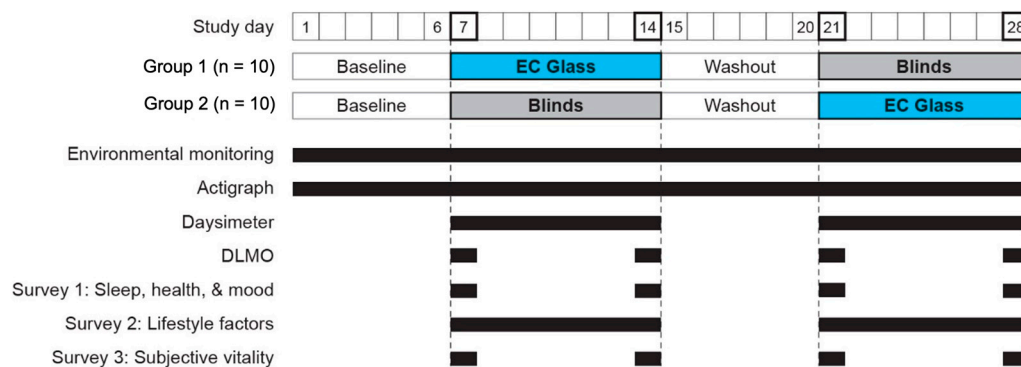 Study day 1 6 7 14 15 20 21 28
Group 1 (n = 10) Baseline EC Glass Washout Blinds
Group 2 (n = 10) Baseline Blinds Washout EC Glass
Environmental monitoring
Actigraph
Daysimeter
DLMO
Survey 1: Sleep, health, & mood
Survey 2: Lifestyle factors
Survey 3: Subjective vitality